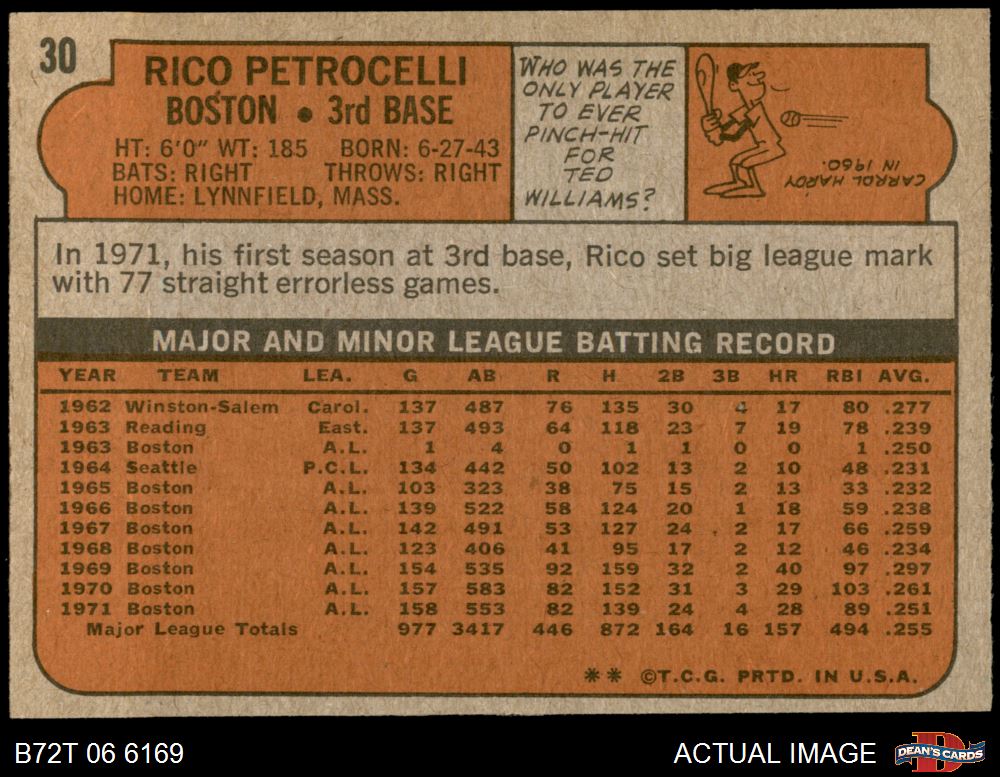 30
RICO PETROCELLI
BOSTON • 3rd BASE
HT: 6'0" WT: 185 BORN: 6-27-43
BATS: RIGHT THROWS: RIGHT
HOME: LYNNFIELD, MASS.
WHO WAS THE
ONLY PLAYER
TO EVER
PINCH-HIT
FOR
TED
WILLIAMS?
CARROL HARDY
IN 1960.
In 1971, his first season at 3rd base, Rico set big league mark
with 77 straight errorless games.
MAJOR AND MINOR LEAGUE BATTING RECORD
YEAR TEAM LEA. G AB R H 2B 3B HR RBI AVG.
1962 Winston-Salem Carol. 137 487 76 135 30 4 17 80 .277
1963 Reading East. 137 493 64 118 23 7 19 78 .239
1963 Boston A.L. 1 4 0 1 1 0 0 1 .250
1964 Seattle P.C.L. 134 442 50 102 13 2 10 48 .231
1965 Boston A.L. 103 323 38 75 15 2 13 33 .232
1966 Boston A.L. 139 522 58 124 20 1 18 59 .238
1967 Boston A.L. 142 491 53 127 24 2 17 66 .259
1968 Boston A.L. 123 406 41 95 17 2 12 46 .234
1969 Boston A.L. 154 535 92 159 32 2 40 97 .297
1970 Boston A.L. 157 583 82 152 31 3 29 103 .261
1971 Boston A.L. 158 553 82 139 24 4 28 89 .251
Major League Totals 977 3417 446 872 164 16 157 494 .255
** ©T.C.G. PRTD. IN U.S.A.
B72T 06 6169
ACTUAL IMAGE
D
DEAN'S CARDS